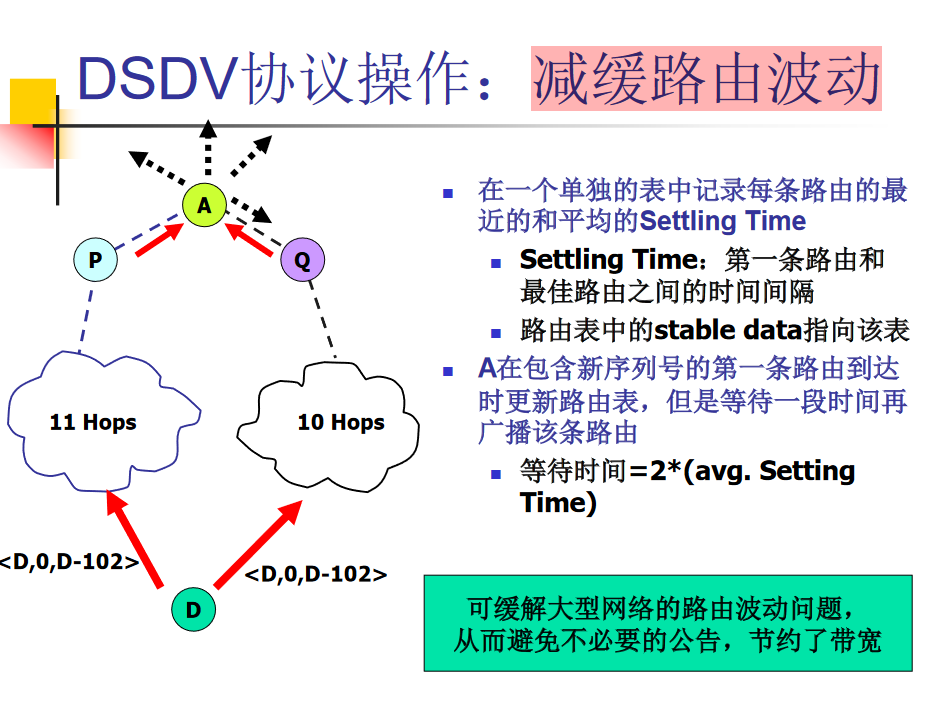 DSDV协议操作：减缓路由波动
A
P
Q
11 Hops
10 Hops
<D,0,D-102>
<D,0,D-102>
D
在一个单独的表中记录每条路由的最
近的和平均的Settling Time
Settling Time：第一条路由和
最佳路由之间的时间间隔
路由表中的stable data指向该表
A在包含新序列号的第一条路由到达
时更新路由表，但是等待一段时间再
广播该条路由
等待时间=2*(avg. Setting
Time)
可缓解大型网络的路由波动问题，
从而避免不必要的公告，节约了带宽